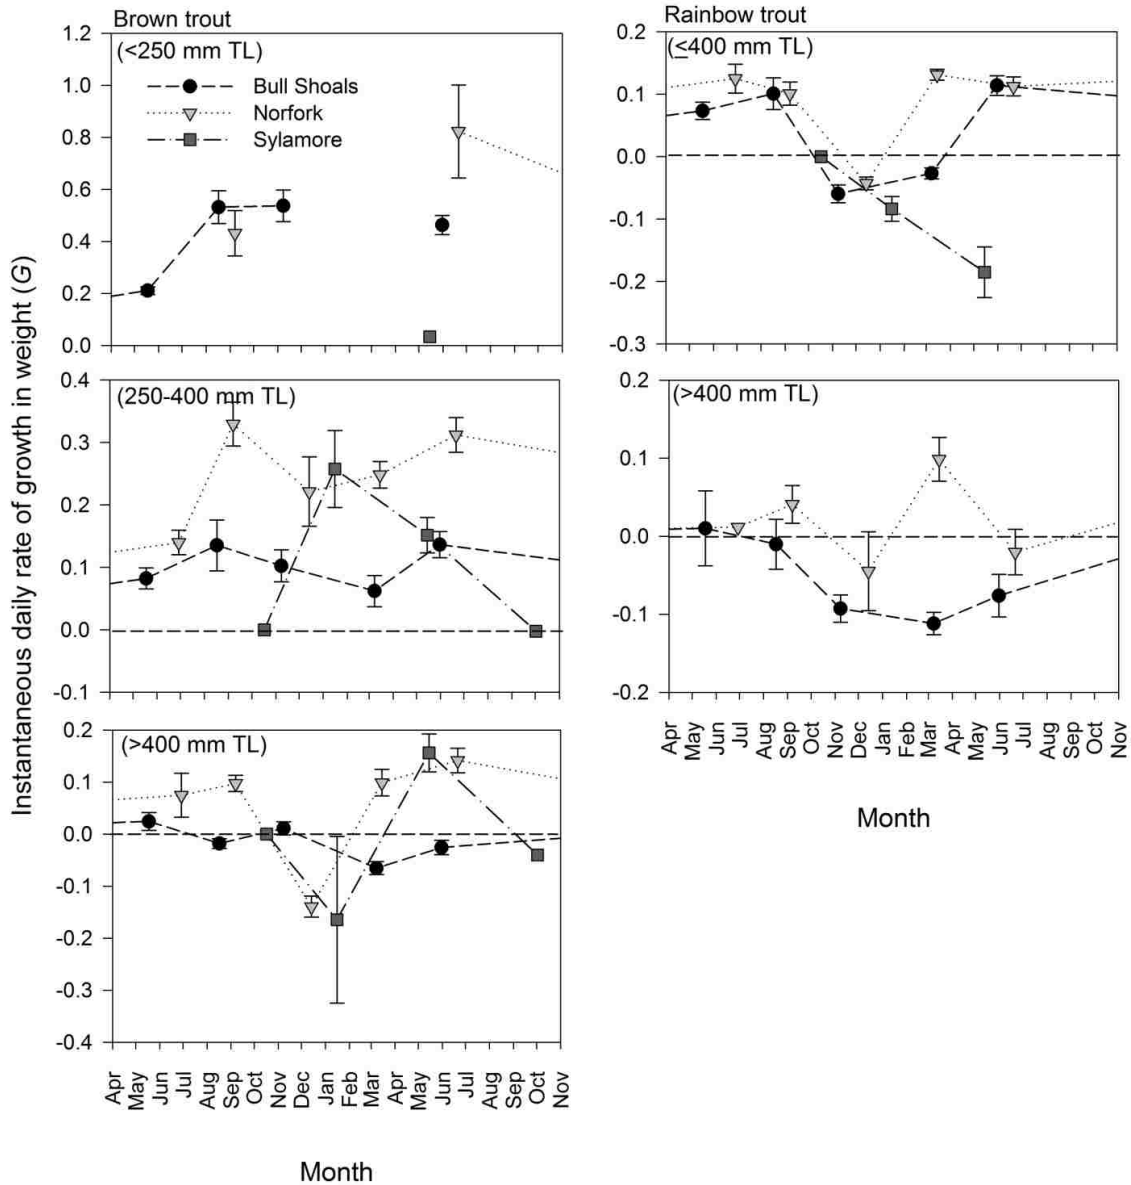 Brown trout
(<250 mm TL)
Bull Shoals
Norfork
Sylamore
1.2
1.0
0.8
0.6
0.4
0.2
0.0
Rainbow trout
(≤400 mm TL)
0.2
0.1
0.0
-0.1
-0.2
-0.3
(250-400 mm TL)
0.4
0.3
0.2
0.1
0.0
-0.1
(>400 mm TL)
0.2
0.1
0.0
-0.1
-0.2
Apr May Jun Jul Aug Sep Oct Nov Dec Jan Feb Mar Apr May Jun Jul Aug Sep Oct Nov
Month
(>400 mm TL)
0.2
0.1
0.0
-0.1
-0.2
-0.3
-0.4
Apr May Jun Jul Aug Sep Oct Nov Dec Jan Feb Mar Apr May Jun Jul Aug Sep Oct Nov
Month
Instantaneous daily rate of growth in weight (G)